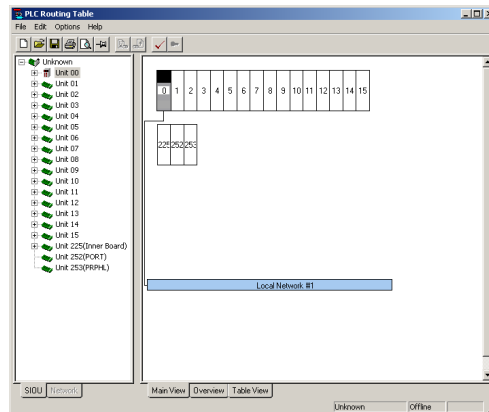 PLC Routing Table
File Edit Options Help
Unknown
Unit 00
Unit 01
Unit 02
Unit 03
Unit 04
Unit 05
Unit 06
Unit 07
Unit 08
Unit 09
Unit 10
Unit 11
Unit 12
Unit 13
Unit 14
Unit 15
Unit 225(Inner Board)
Unit 252(PORT)
Unit 253(PRPHL)
0 1 2 3 4 5 6 7 8 9 10 11 12 13 14 15
225 252 253
Local Network #1
SIOU Network
Main View Overview Table View
Unknown Offline